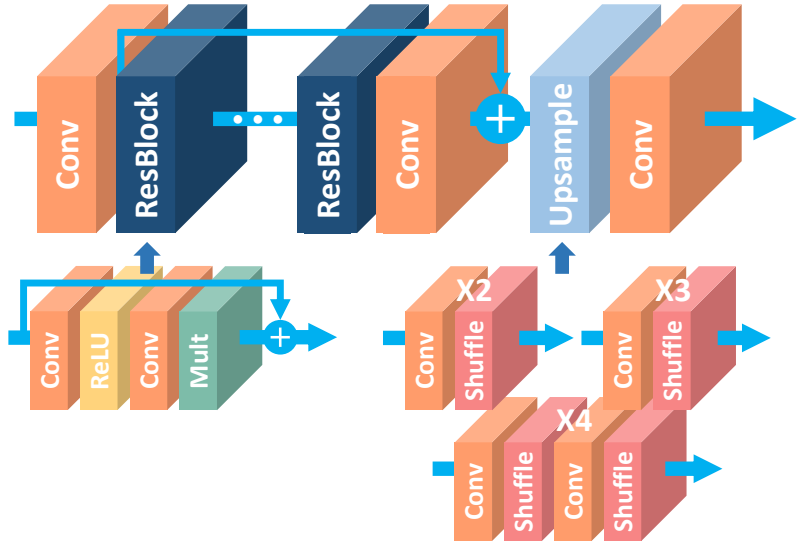 Conv
ResBlock
ResBlock
Conv
Upsample
Conv
Conv
ReLU
Conv
Mult
X2
Conv
Shuffle
X3
Conv
Shuffle
X4
Conv
Shuffle
Conv
Shuffle